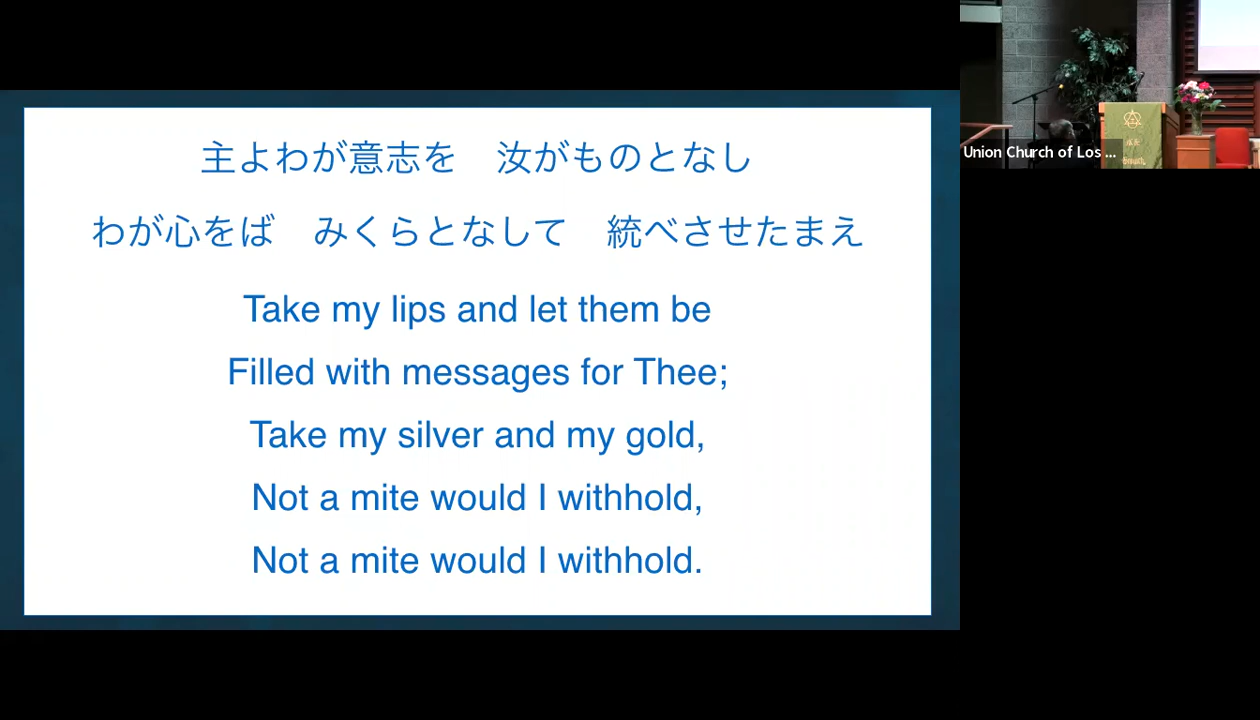 主よわが意志を　汝がものとなし
わが心をば　みくらとなして　統べさせたまえ
Take my lips and let them be
Filled with messages for Thee;
Take my silver and my gold,
Not a mite would I withhold,
Not a mite would I withhold.
Union Church of Los ...